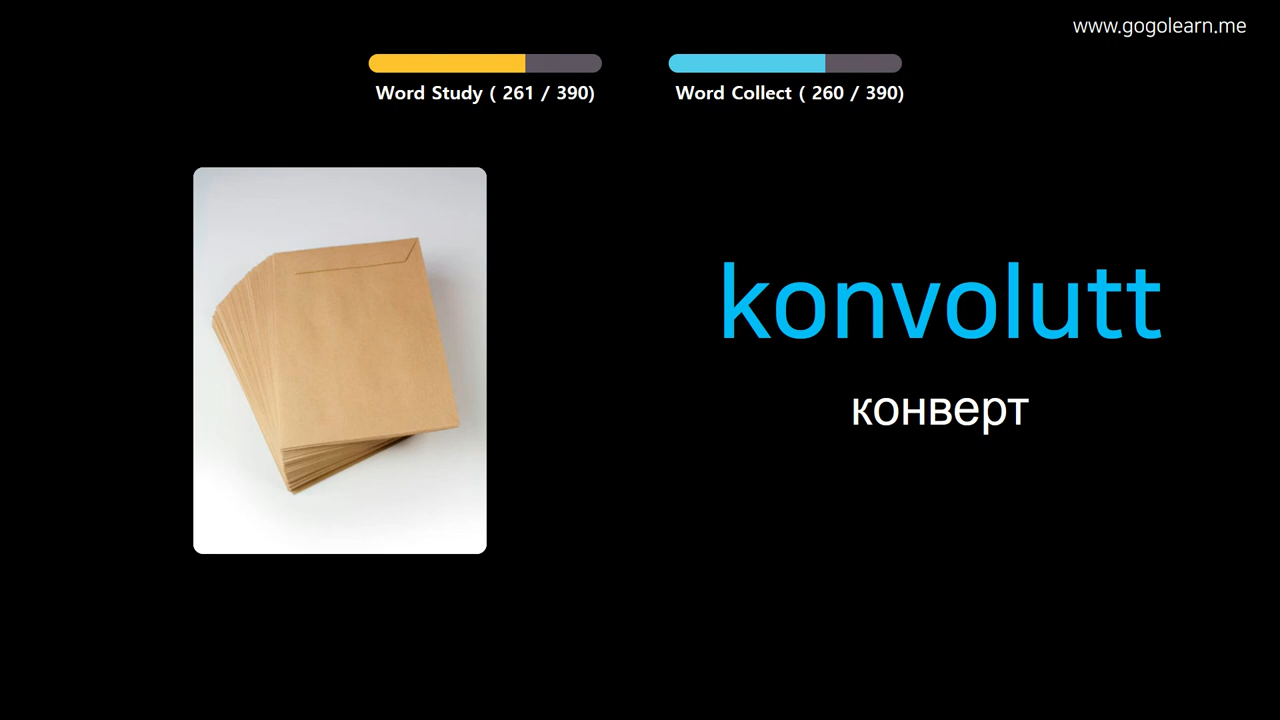 www.gogolearn.me
Word Study ( 261 / 390)
Word Collect ( 260 / 390)
konvolutt
конверт